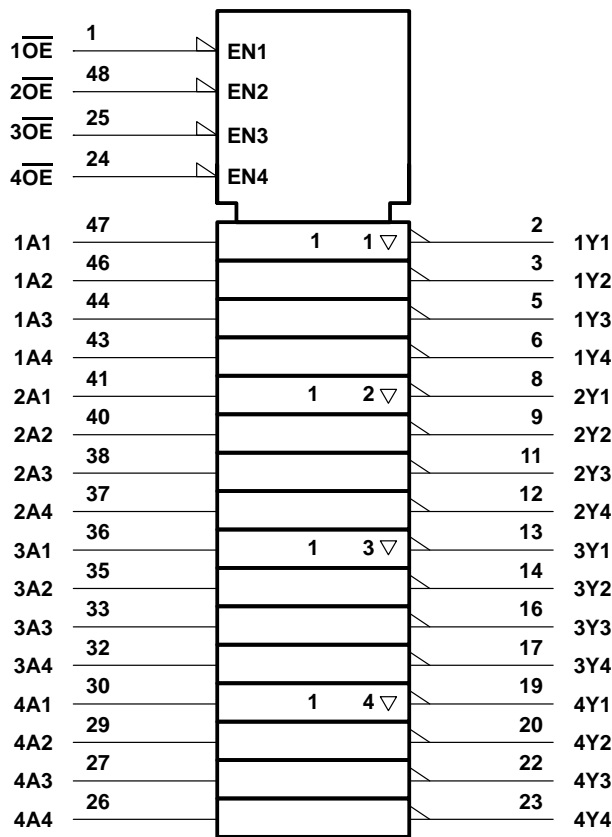 1O̅E̅ 1 EN1
2O̅E̅ 48 EN2
3O̅E̅ 25 EN3
4O̅E̅ 24 EN4
1A1 47 1 1 ▽ 2 1Y1
1A2 46 3 1Y2
1A3 44 5 1Y3
1A4 43 6 1Y4
2A1 41 1 2 ▽ 8 2Y1
2A2 40 9 2Y2
2A3 38 11 2Y3
2A4 37 12 2Y4
3A1 36 1 3 ▽ 13 3Y1
3A2 35 14 3Y2
3A3 33 16 3Y3
3A4 32 17 3Y4
4A1 30 1 4 ▽ 19 4Y1
4A2 29 20 4Y2
4A3 27 22 4Y3
4A4 26 23 4Y4